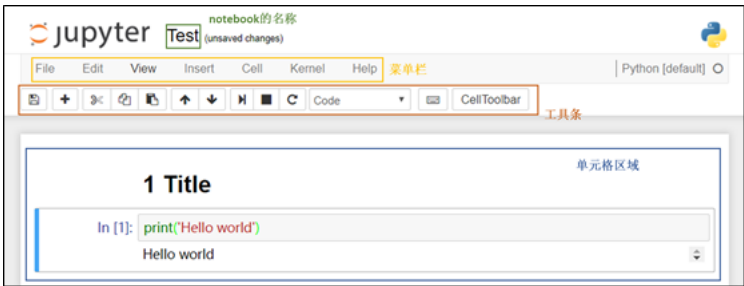 notebook的名称
jupyter Test (unsaved changes)
File Edit View Insert Cell Kernel Help 菜单栏 Python [default]
Code CellToolbar
工具条
单元格区域
1 Title
In [1]: print('Hello world')
Hello world